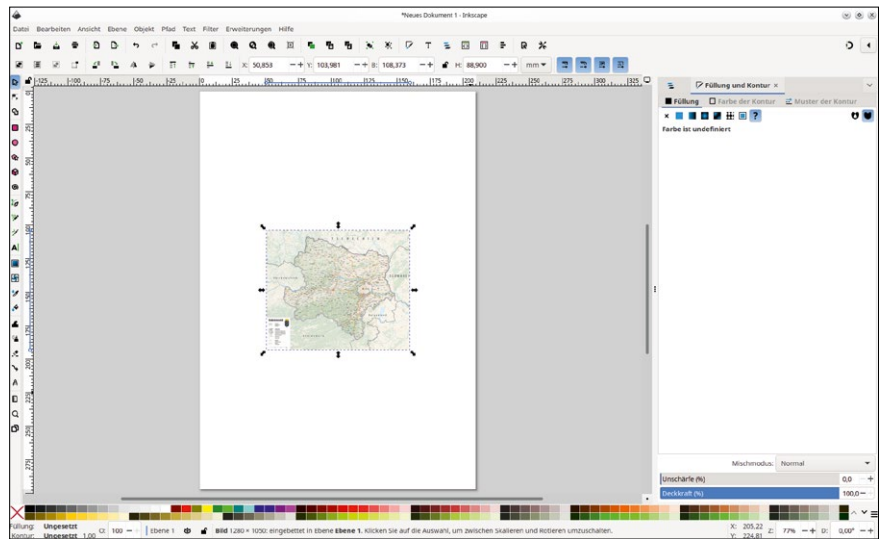 *Neues Dokument 1 - Inkscape
Datei Bearbeiten Ansicht Ebene Objekt Pfad Text Filter Erweiterungen Hilfe
X: 50,853 Y: 103,981 B: 108,373 H: 88,900 mm
Füllung und Kontur
Füllung Farbe der Kontur Muster der Kontur
Farbe ist undefiniert
Mischmodus: Normal
Unschärfe (%) 0,0
Deckkraft (%) 100,0
Füllung: Ungesetzt
Kontur: Ungesetzt 1,00
O: 100 Ebene 1 Bild 1280 × 1050: eingebettet in Ebene Ebene 1. Klicken Sie auf die Auswahl, um zwischen Skalieren und Rotieren umzuschalten.
X: 205,22
Y: 224,81
Z: 77% D: 0,00°